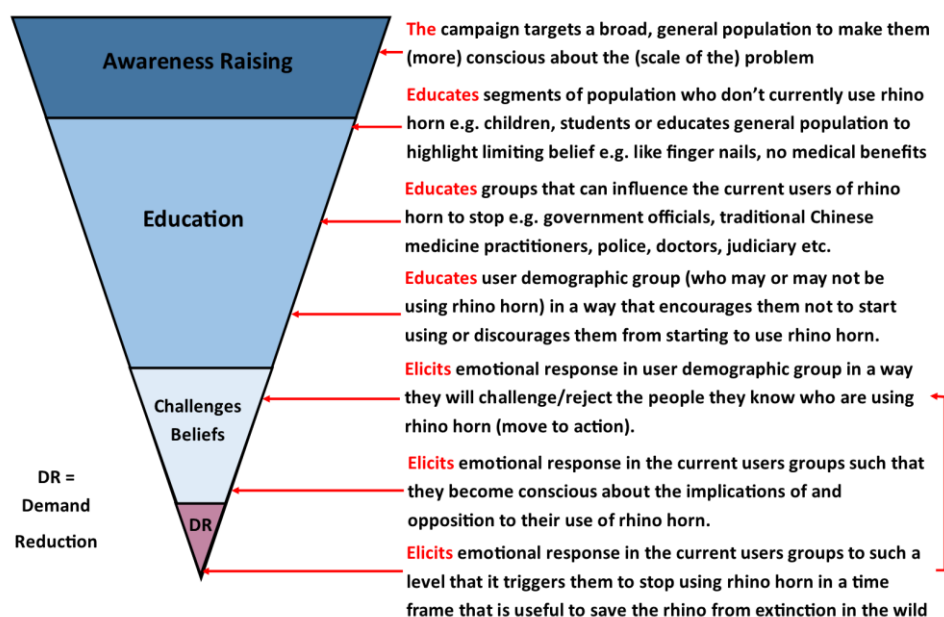 Awareness Raising
The campaign targets a broad, general population to make them
(more) conscious about the (scale of the) problem
Educates segments of population who don't currently use rhino
horn e.g. children, students or educates general population to
highlight limiting belief e.g. like finger nails, no medical benefits
Education
Educates groups that can influence the current users of rhino
horn to stop e.g. government officials, traditional Chinese
medicine practitioners, police, doctors, judiciary etc.
Educates user demographic group (who may or may not be
using rhino horn) in a way that encourages them not to start
using or discourages them from starting to use rhino horn.
Challenges
Beliefs
Elicits emotional response in user demographic group in a way
they will challenge/reject the people they know who are using
rhino horn (move to action).
Elicits emotional response in the current users groups such that
they become conscious about the implications of and
opposition to their use of rhino horn.
DR =
Demand
Reduction
DR
Elicits emotional response in the current users groups to such a
level that it triggers them to stop using rhino horn in a time
frame that is useful to save the rhino from extinction in the wild